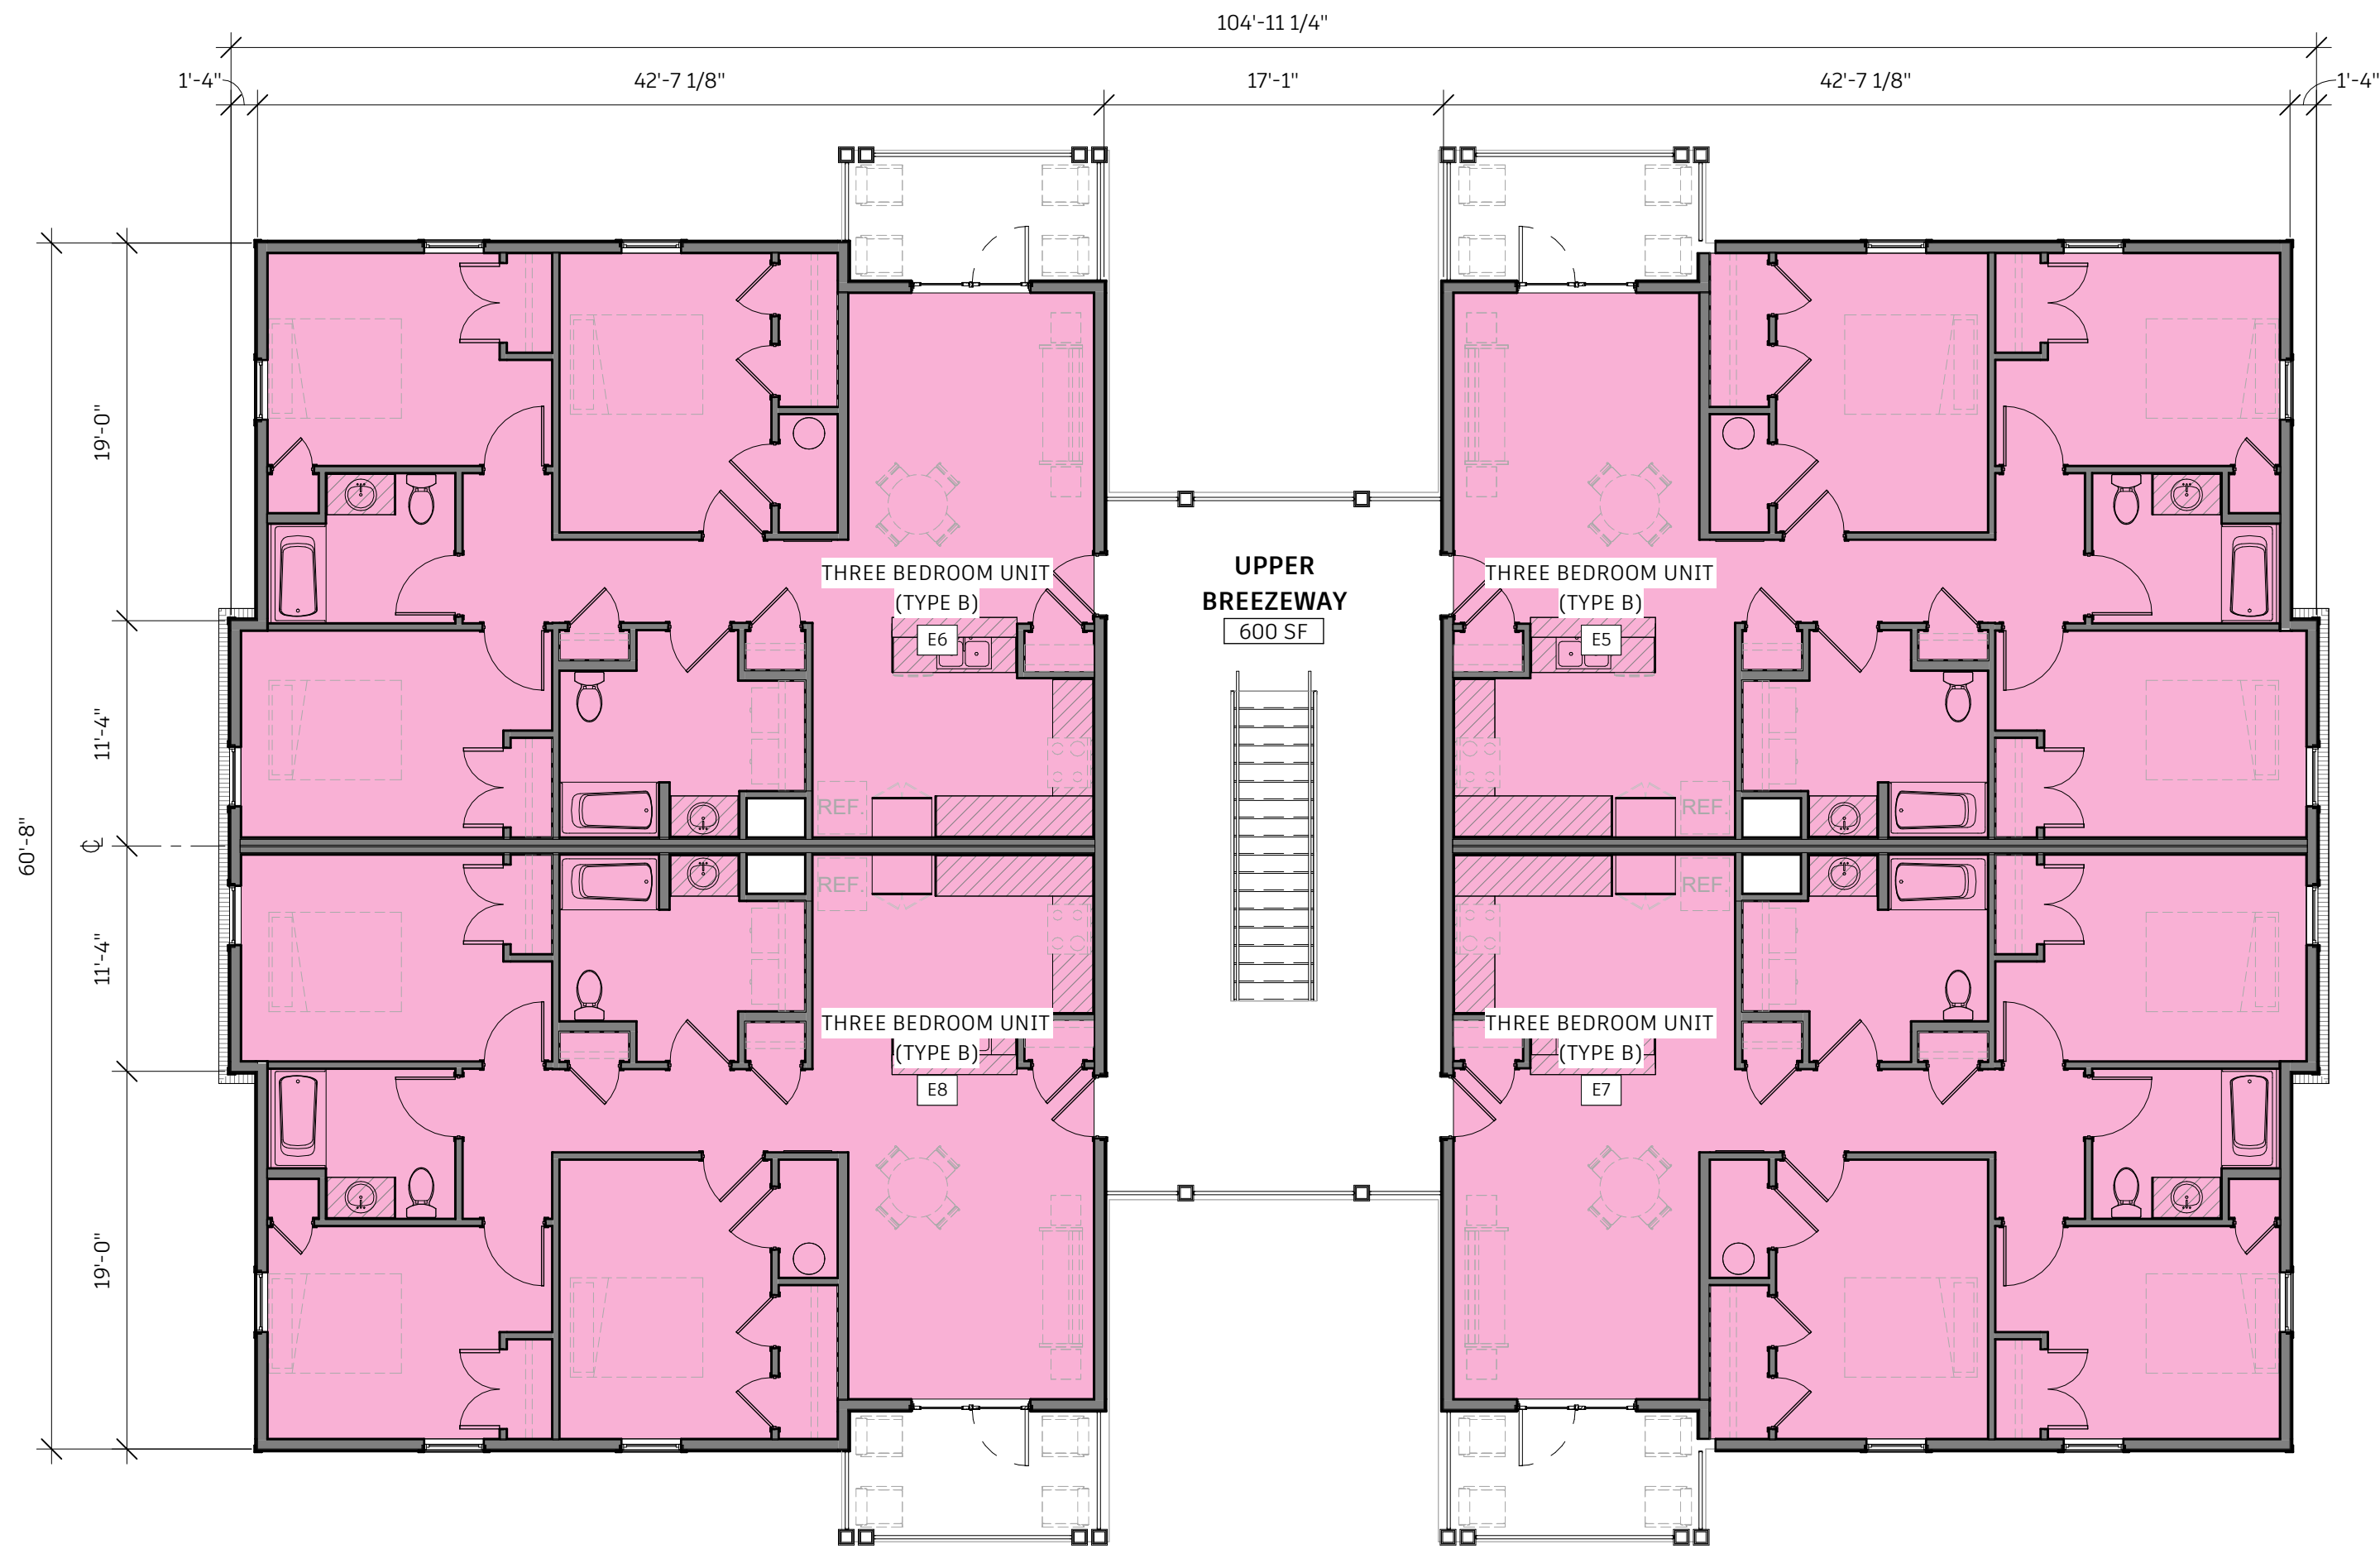 104'-11 1/4"
1'-4"
42'-7 1/8"
17'-1"
42'-7 1/8"
1'-4"
19'-0"
THREE BEDROOM UNIT
(TYPE B)
E6
UPPER
BREEZEWAY
600 SF
THREE BEDROOM UNIT
(TYPE B)
E5
11'-4"
REF.
REF.
60'-8"
℄
REF.
REF.
11'-4"
THREE BEDROOM UNIT
(TYPE B)
E8
THREE BEDROOM UNIT
(TYPE B)
E7
19'-0"